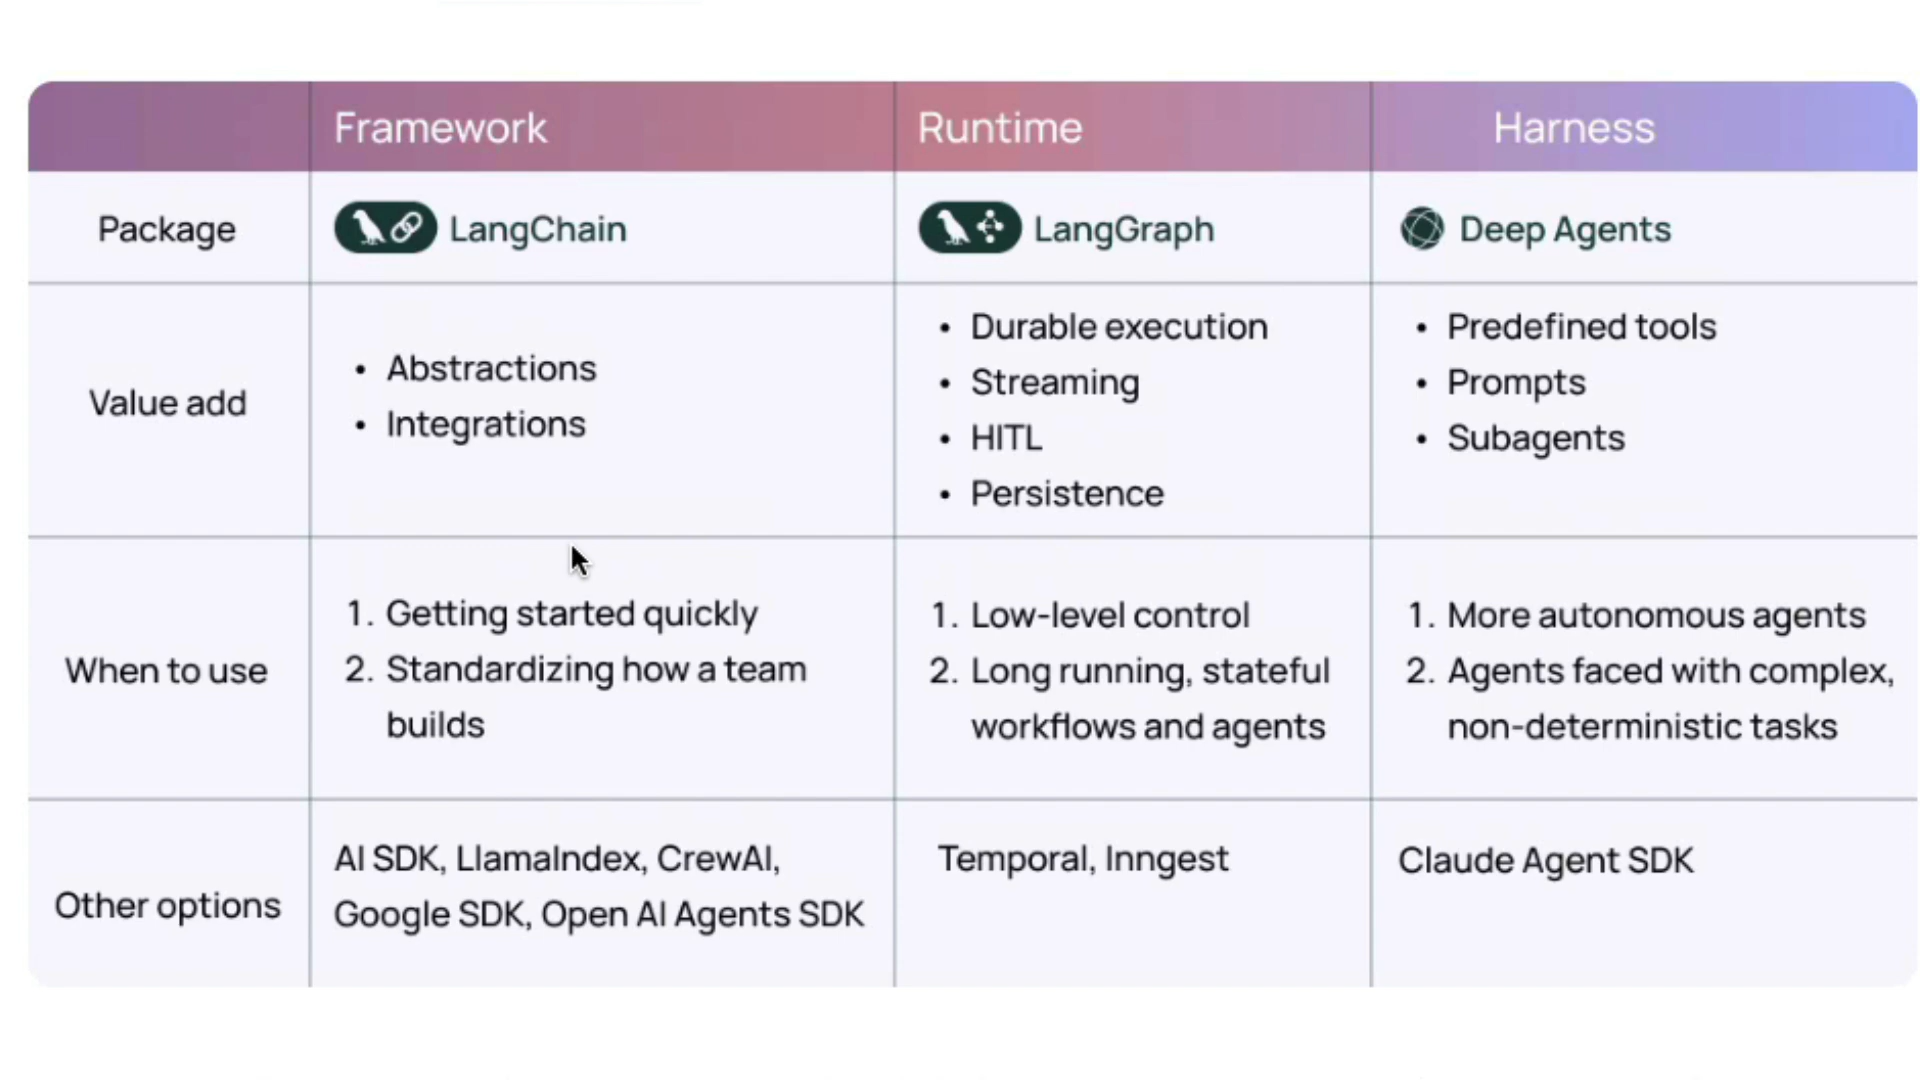 Framework
Runtime
Harness
Package
LangChain
LangGraph
Deep Agents
Value add
• Abstractions
• Integrations
• Durable execution
• Streaming
• HITL
• Persistence
• Predefined tools
• Prompts
• Subagents
When to use
1. Getting started quickly
2. Standardizing how a team
builds
1. Low-level control
2. Long running, stateful
workflows and agents
1. More autonomous agents
2. Agents faced with complex,
non-deterministic tasks
Other options
AI SDK, LlamaIndex, CrewAI,
Google SDK, Open AI Agents SDK
Temporal, Inngest
Claude Agent SDK